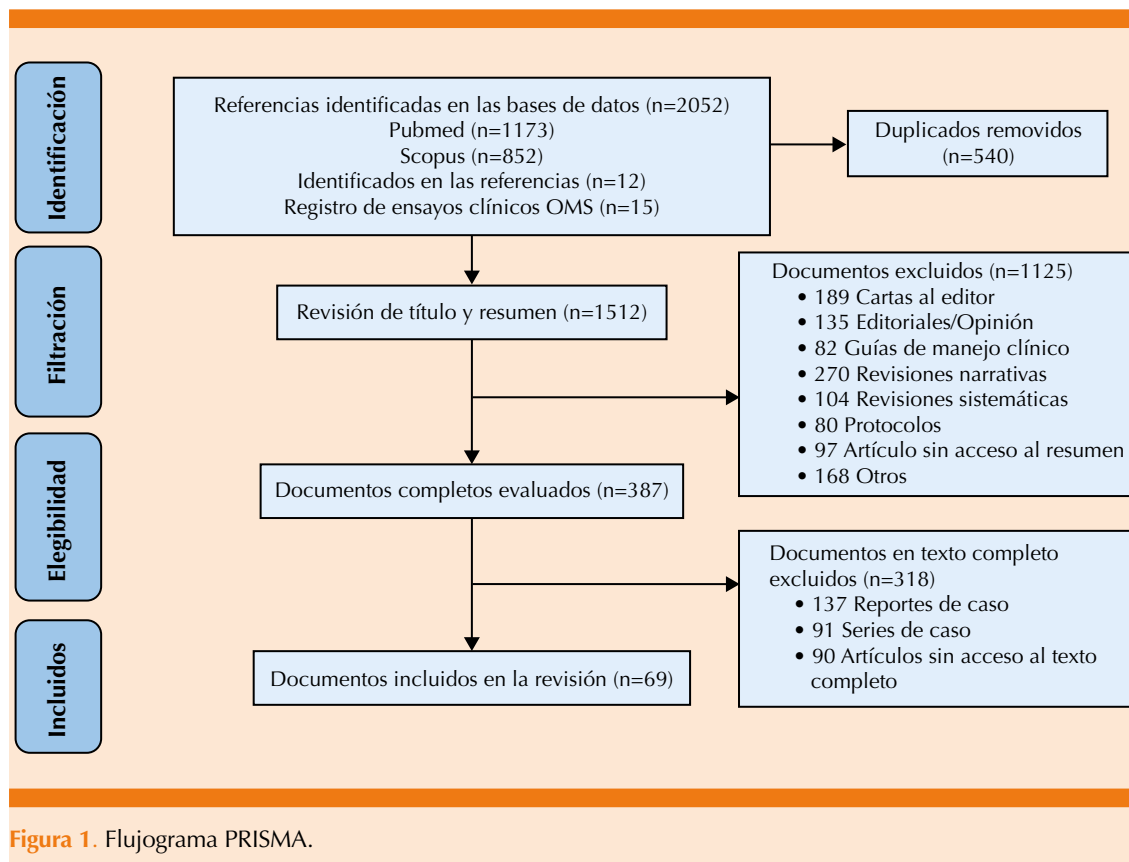 Identificación
Referencias identificadas en las bases de datos (n=2052)
Pubmed (n=1173)
Scopus (n=852)
Identificados en las referencias (n=12)
Registro de ensayos clínicos OMS (n=15)
Duplicados removidos
(n=540)
Filtración
Revisión de título y resumen (n=1512)
Documentos excluidos (n=1125)
• 189 Cartas al editor
• 135 Editoriales/Opinión
• 82 Guías de manejo clínico
• 270 Revisiones narrativas
• 104 Revisiones sistemáticas
• 80 Protocolos
• 97 Artículo sin acceso al resumen
• 168 Otros
Elegibilidad
Documentos completos evaluados (n=387)
Documentos en texto completo
excluidos (n=318)
• 137 Reportes de caso
• 91 Series de caso
• 90 Artículos sin acceso al texto
completo
Incluidos
Documentos incluidos en la revisión (n=69)
Figura 1. Flujograma PRISMA.